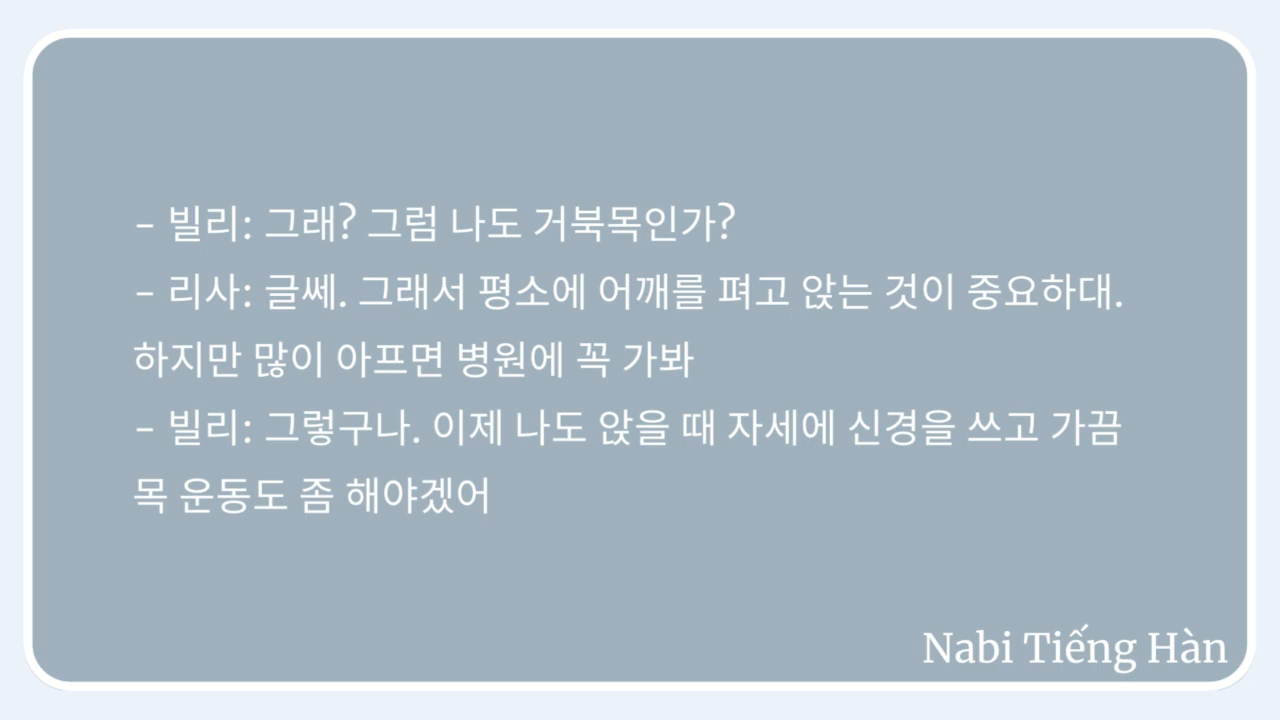 – 빌리: 그래? 그럼 나도 거북목인가?
– 리사: 글쎄. 그래서 평소에 어깨를 펴고 앉는 것이 중요하대.
하지만 많이 아프면 병원에 꼭 가봐
– 빌리: 그렇구나. 이제 나도 앉을 때 자세에 신경을 쓰고 가끔
목 운동도 좀 해야겠어
Nabi Tiếng Hàn